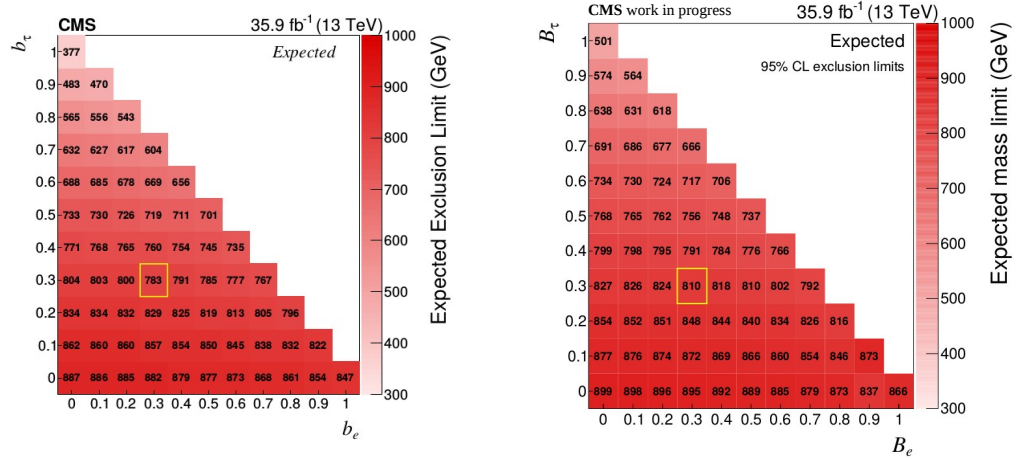 CMS 35.9 fb-1 (13 TeV)
bτ
Expected
1 377
0.9 483 470
0.8 565 556 543
0.7 632 627 617 604
0.6 688 685 678 669 656
0.5 733 730 726 719 711 701
0.4 771 768 765 760 754 745 735
0.3 804 803 800 783 791 785 777 767
0.2 834 834 832 829 825 819 813 805 796
0.1 862 860 860 857 854 850 845 838 832 822
0 887 886 885 882 879 877 873 868 861 854 847
0 0.1 0.2 0.3 0.4 0.5 0.6 0.7 0.8 0.9 1
be
1000
900
800
700
600
500
400
300
Expected Exclusion Limit (GeV)
CMS work in progress 35.9 fb-1 (13 TeV)
Bτ
Expected
95% CL exclusion limits
1 501
0.9 574 564
0.8 638 631 618
0.7 691 686 677 666
0.6 734 730 724 717 706
0.5 768 765 762 756 748 737
0.4 799 798 795 791 784 776 766
0.3 827 826 824 810 818 810 802 792
0.2 854 852 851 848 844 840 834 826 816
0.1 877 876 874 872 869 866 860 854 846 873
0 899 898 896 895 892 889 885 879 873 837 866
0 0.1 0.2 0.3 0.4 0.5 0.6 0.7 0.8 0.9 1
Be
1000
900
800
700
600
500
400
300
Expected mass limit (GeV)